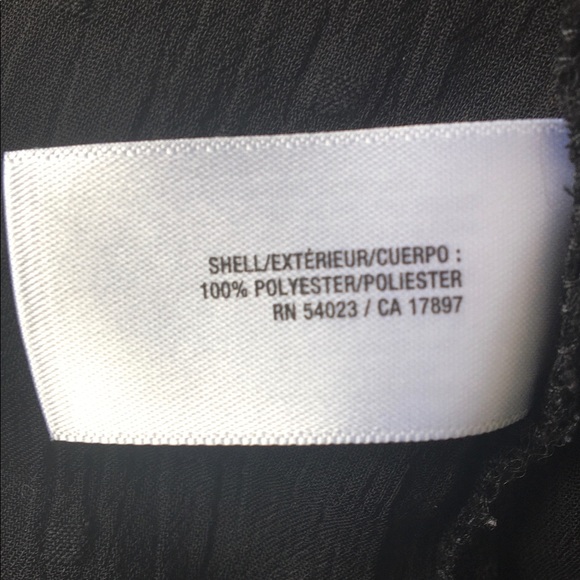 SHELL/EXTÉRIEUR/CUERPO :
100% POLYESTER/POLIESTER
RN 54023 / CA 17897